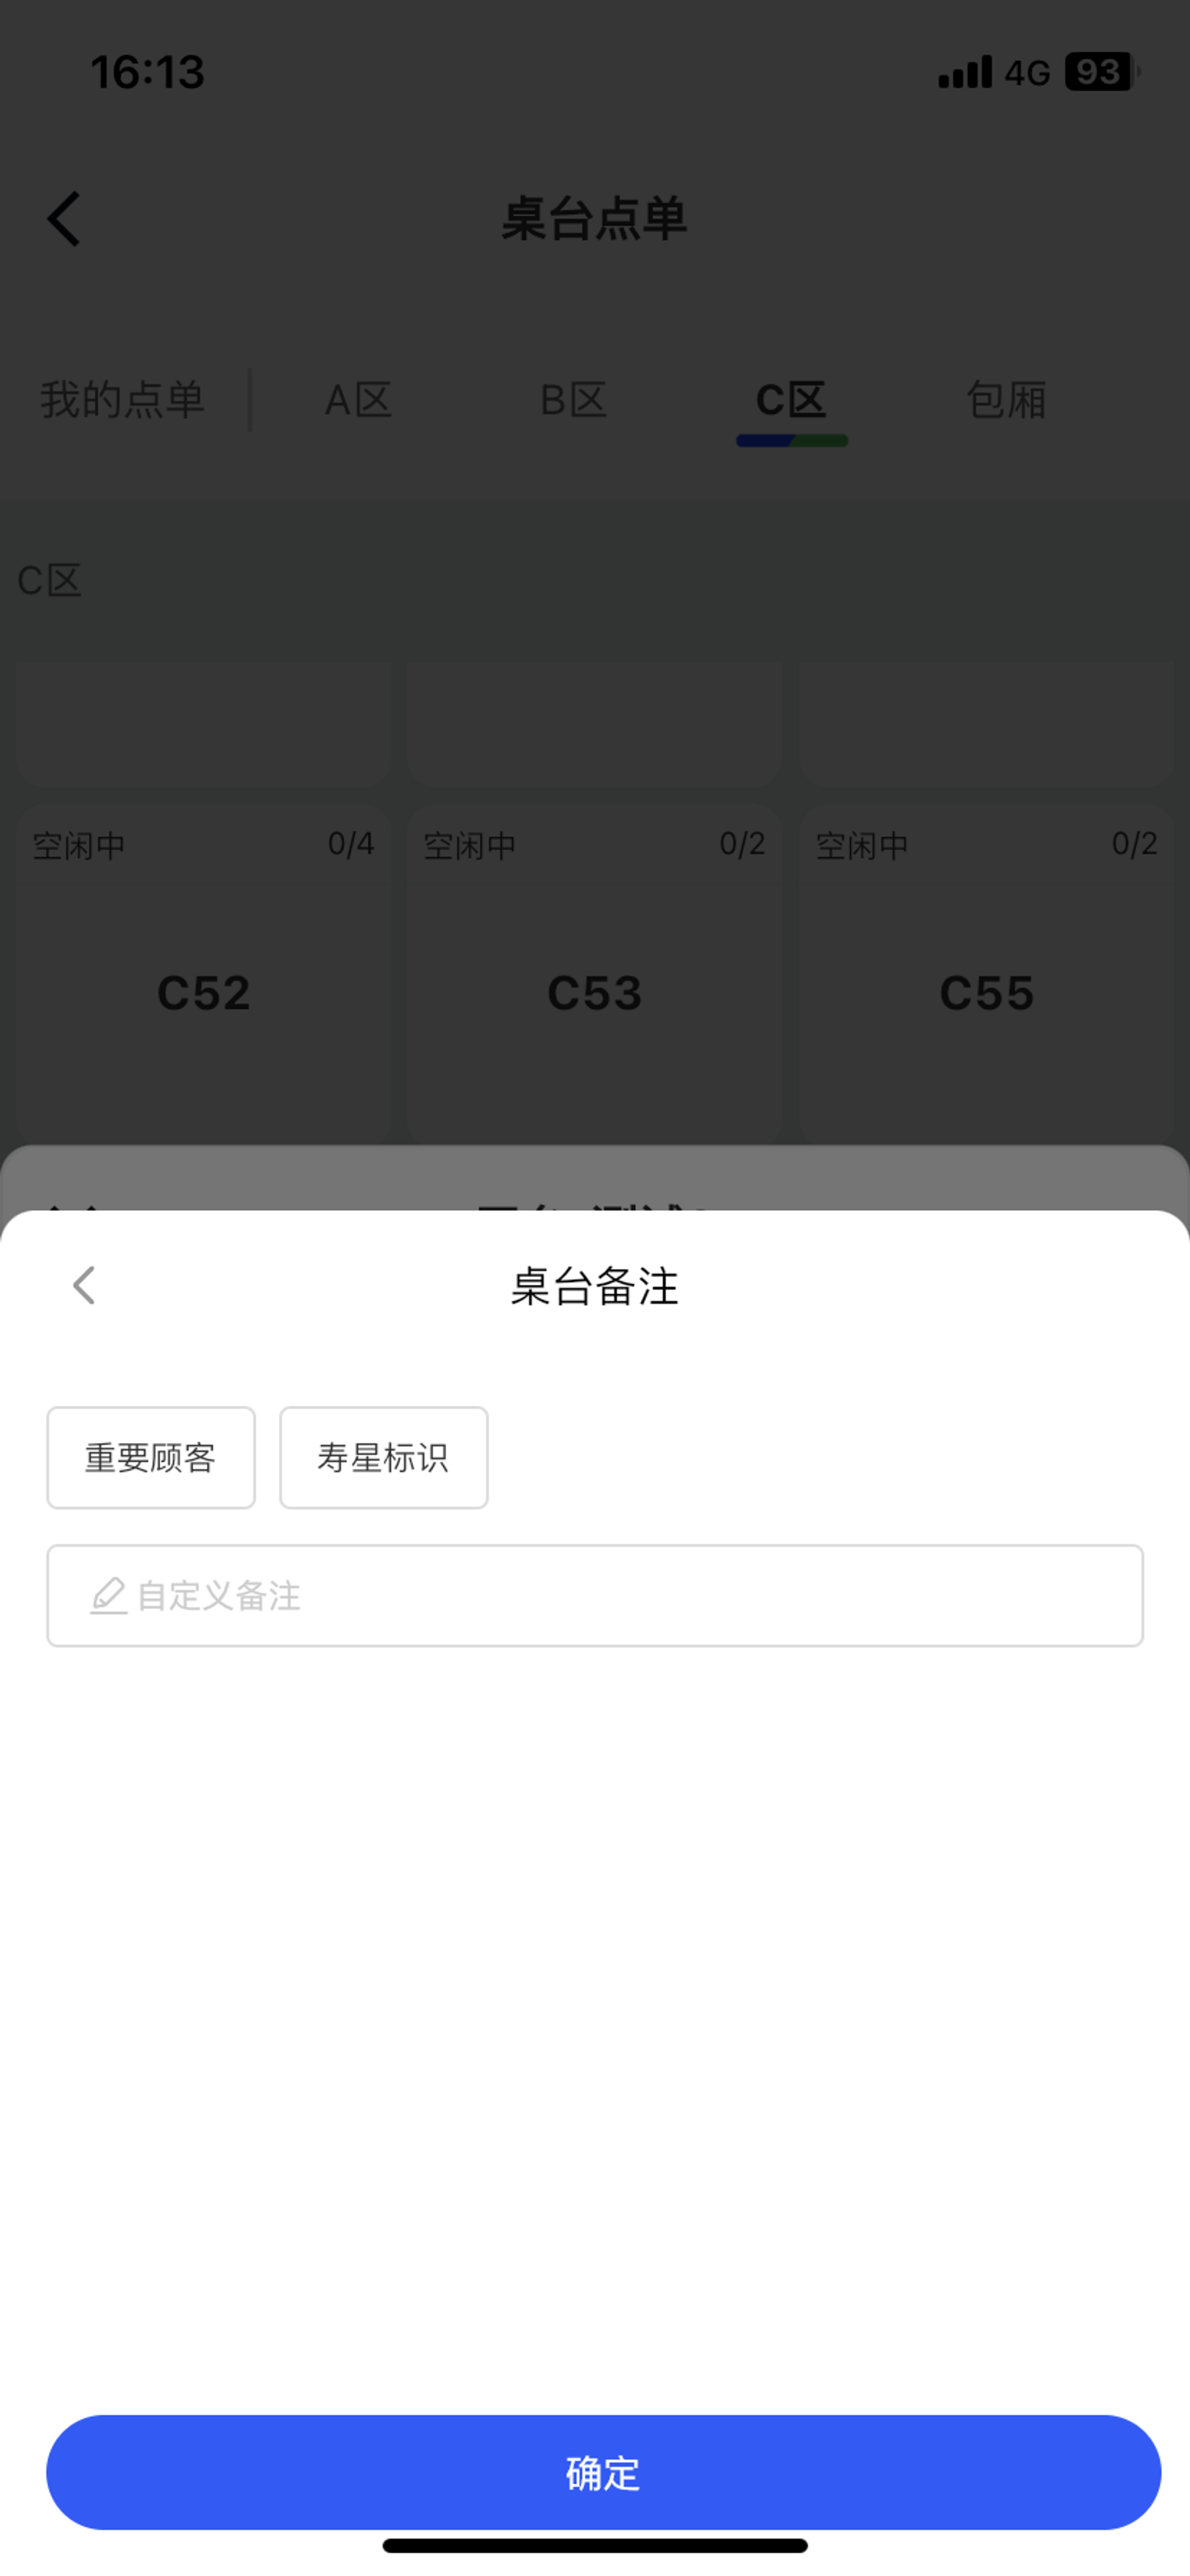 16:13 4G 93
桌台点单
我的点单 A区 B区 C区 包厢
C区
空闲中 0/4 空闲中 0/2 空闲中 0/2
C52 C53 C55
桌台备注
重要顾客 寿星标识
自定义备注
确定